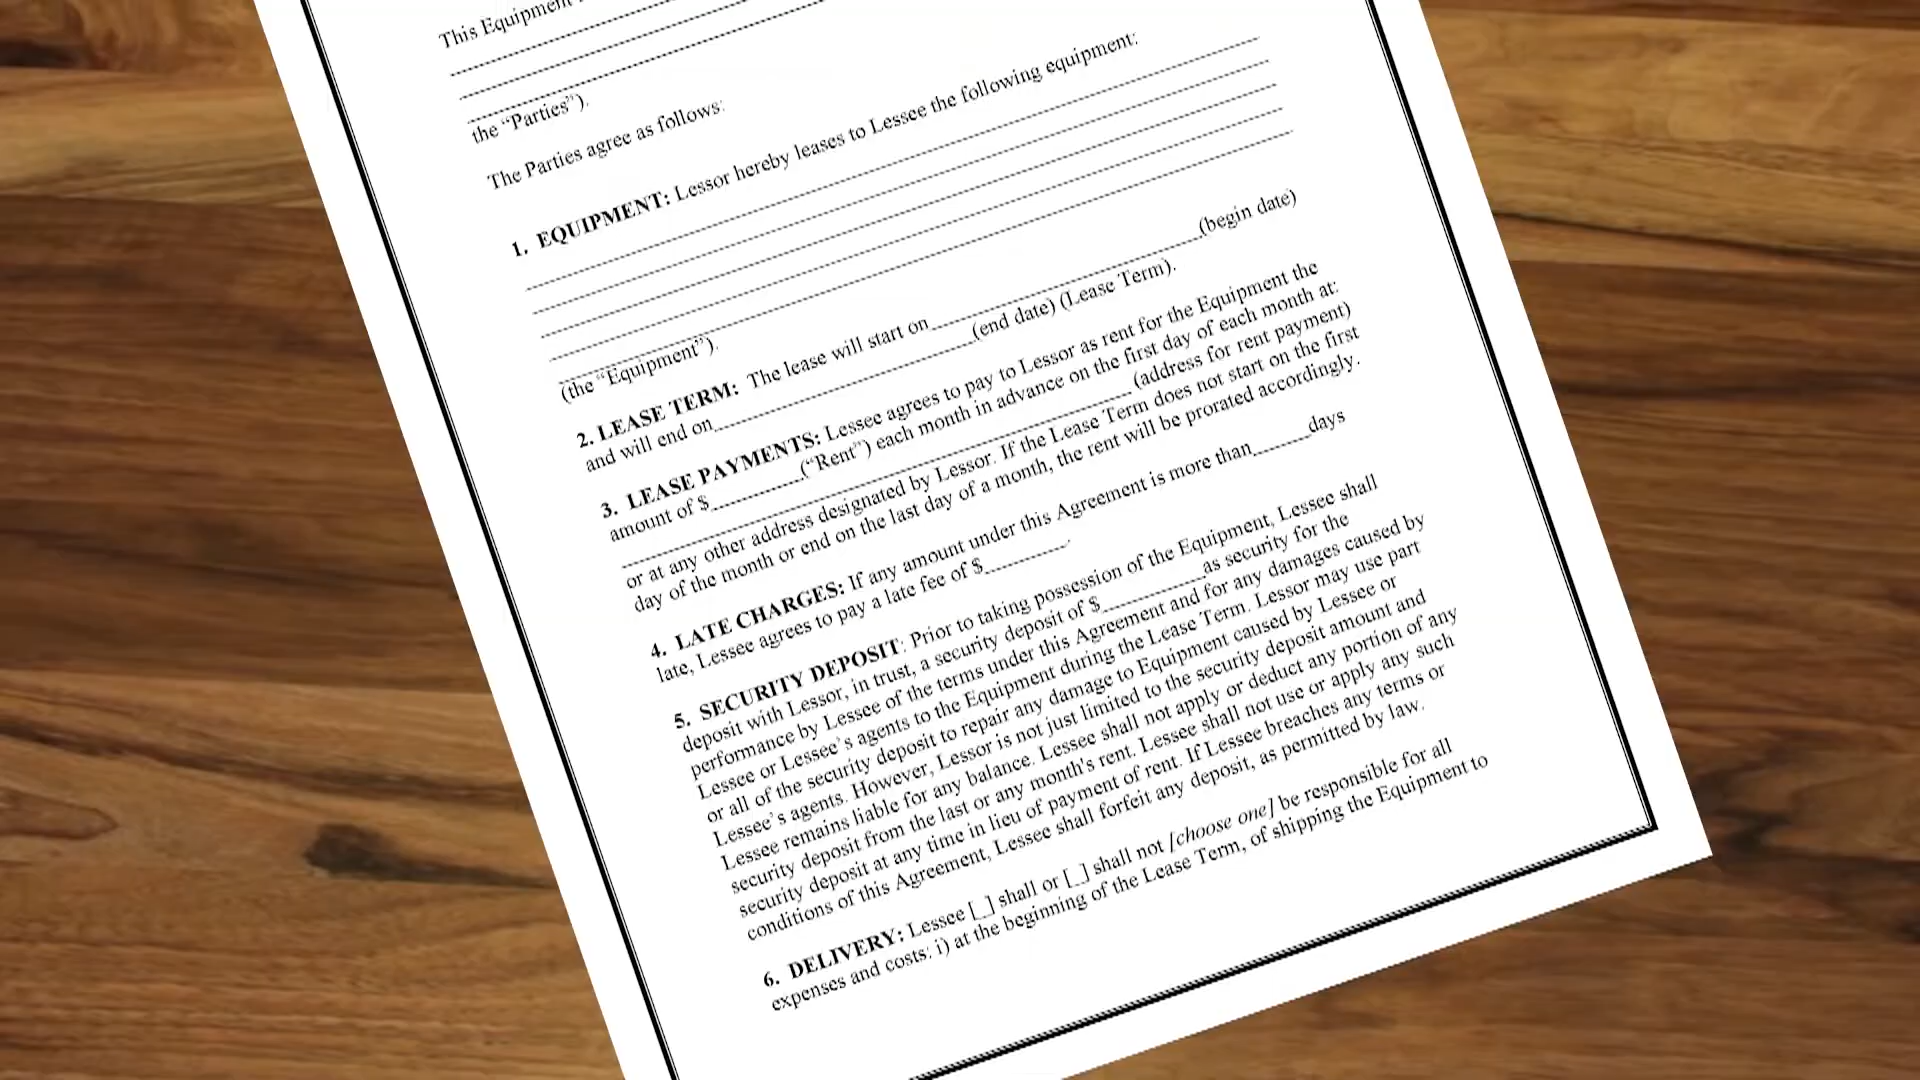 This Equipment
the “Parties”).
The Parties agree as follows:
1. EQUIPMENT: Lessor hereby leases to Lessee the following equipment:
(the “Equipment”).
2. LEASE TERM: The lease will start on____________________(begin date)
and will end on____________________(end date) (Lease Term).
3. LEASE PAYMENTS: Lessee agrees to pay to Lessor as rent for the Equipment the
amount of $__________(“Rent”) each month in advance on the first day of each month at:
____________________(address for rent payment)
or at any other address designated by Lessor. If the Lease Term does not start on the first
day of the month or end on the last day of a month, the rent will be prorated accordingly.
4. LATE CHARGES: If any amount under this Agreement is more than______days
late, Lessee agrees to pay a late fee of $_________.
5. SECURITY DEPOSIT: Prior to taking possession of the Equipment, Lessee shall
deposit with Lessor, in trust, a security deposit of $___________as security for the
performance by Lessee of the terms under this Agreement and for any damages caused by
Lessee or Lessee’s agents to the Equipment during the Lease Term. Lessor may use part
or all of the security deposit to repair any damage to Equipment caused by Lessee or
Lessee’s agents. However, Lessor is not just limited to the security deposit amount and
Lessee remains liable for any balance. Lessee shall not apply or deduct any portion of any
security deposit from the last or any month's rent. Lessee shall not use or apply any such
security deposit at any time in lieu of payment of rent. If Lessee breaches any terms or
conditions of this Agreement, Lessee shall forfeit any deposit, as permitted by law.
6. DELIVERY: Lessee [_] shall or [_] shall not [choose one] be responsible for all
expenses and costs: i) at the beginning of the Lease Term, of shipping the Equipment to